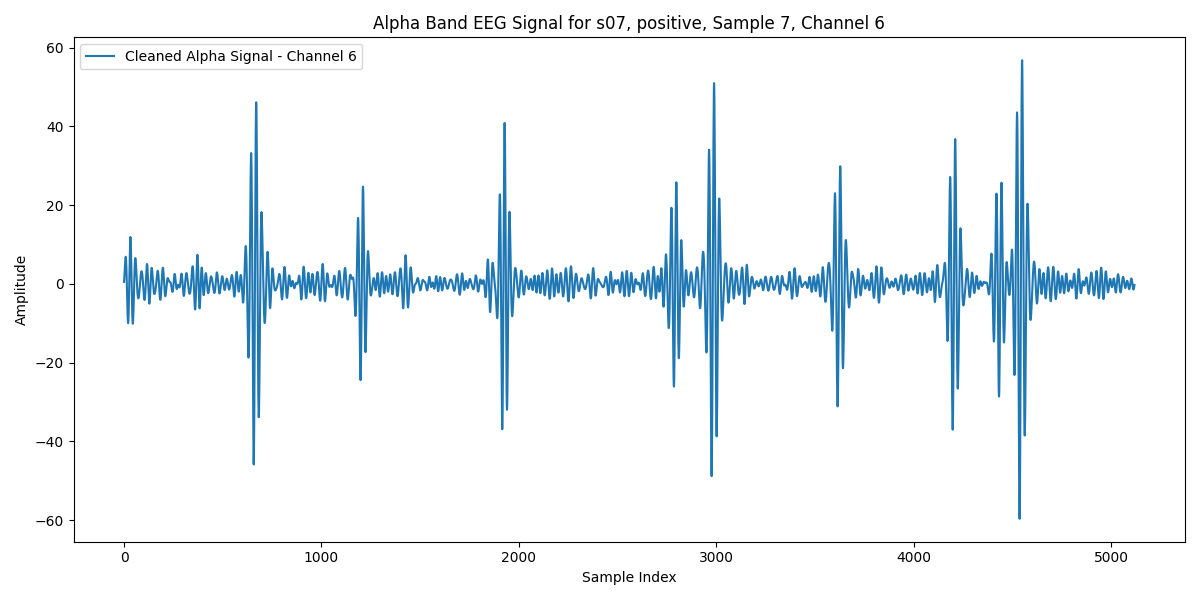 Alpha Band EEG Signal for s07, positive, Sample 7, Channel 6
Cleaned Alpha Signal - Channel 6
60
40
20
0
−20
−40
−60
Amplitude
0 1000 2000 3000 4000 5000
Sample Index